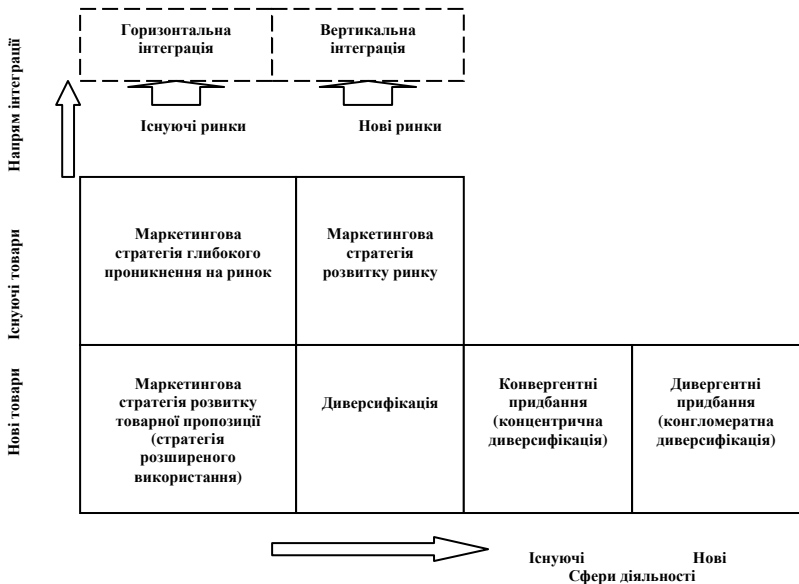 Напрям інтеграції
Горизонтальна
інтеграція
Вертикальна
інтеграція
Існуючі ринки
Нові ринки
Існуючі товари
Маркетингова
стратегія глибокого
проникнення на ринок
Маркетингова
стратегія
розвитку ринку
Нові товари
Маркетингова
стратегія розвитку
товарної пропозиції
(стратегія
розширеного
використання)
Диверсифікація
Конвергентні
придбання
(концентрична
диверсифікація)
Дивергентні
придбання
(конгломератна
диверсифікація)
Існуючі
Нові
Сфери діяльності